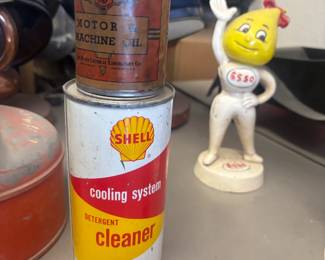 MOTOR &
MACHINE OIL
SHELL
cooling system
DETERGENT
cleaner
ESSO
ESSO